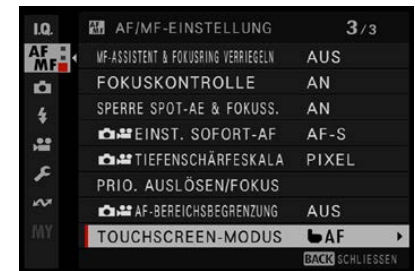 I.Q.
AF/MF-EINSTELLUNG 3/3
AF MF
MF-ASSISTENT & FOKUSRING VERRIEGELN AUS
FOKUSKONTROLLE AN
SPERRE SPOT-AE & FOKUSS. AN
EINST. SOFORT-AF AF-S
TIEFENSCHÄRFESKALA PIXEL
PRIO. AUSLÖSEN/FOKUS
AF-BEREICHSBEGRENZUNG AUS
MY
TOUCHSCREEN-MODUS AF
BACK SCHLIESSEN